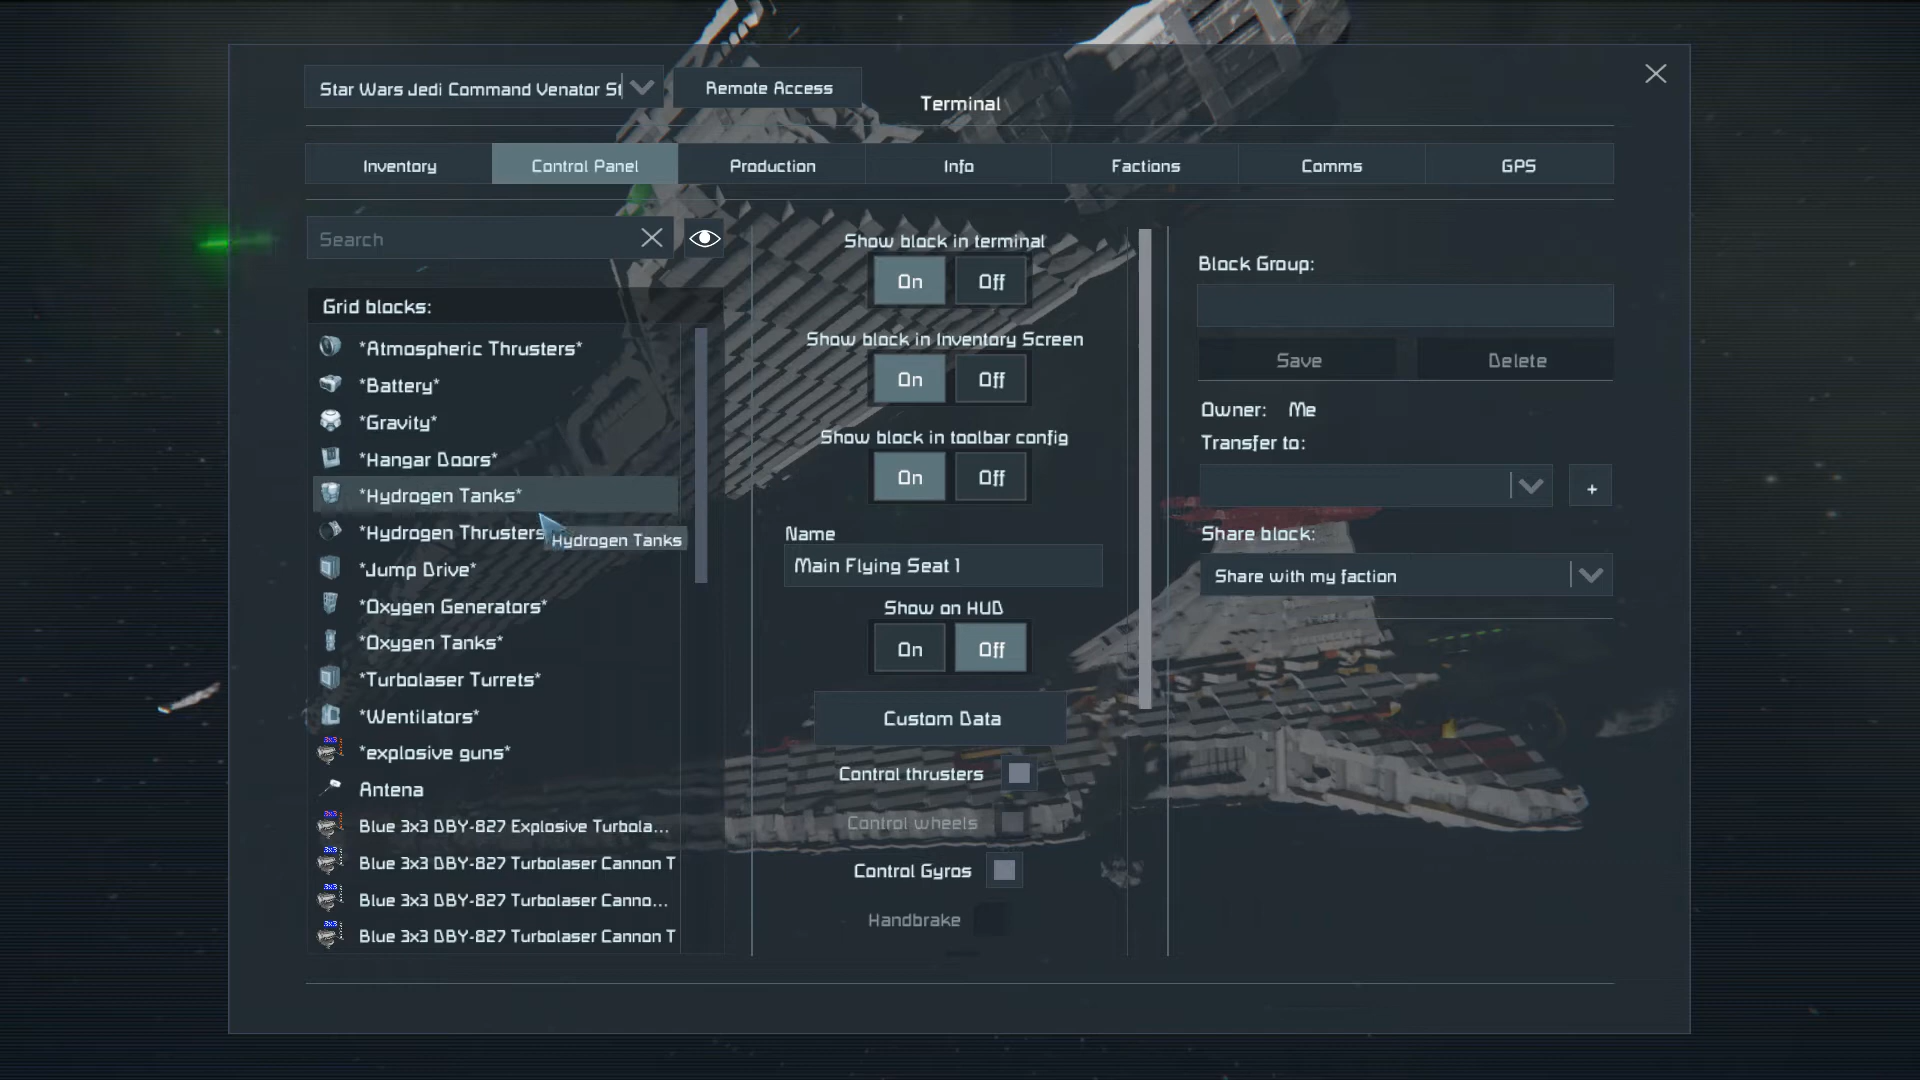 Star Wars Jedi Command Venator St
Remote Access
Terminal
Inventory
Control Panel
Production
Info
Factions
Comms
GPS
Search
Grid blocks:
*Atmospheric Thrusters*
*Battery*
*Gravity*
*Hangar Doors*
*Hydrogen Tanks*
*Hydrogen Thrusters
Hydrogen Tanks
*Jump Drive*
*Oxygen Generators*
*Oxygen Tanks*
*Turbolaser Turrets*
*Wentilators*
3x3
*explosive guns*
Antena
3x3
Blue 3x3 DBY-827 Explosive Turbola...
3x3
Blue 3x3 DBY-827 Turbolaser Cannon T
3x3
Blue 3x3 DBY-827 Turbolaser Canno...
3x3
Blue 3x3 DBY-827 Turbolaser Cannon T
Show block in terminal
On Off
Show block in Inventory Screen
On Off
Show block in toolbar config
On Off
Name
Main Flying Seat 1
Show on HUD
On Off
Custom Data
Control thrusters
Control wheels
Control Gyros
Handbrake
Block Group:
Save
Delete
Owner: Me
Transfer to:
+
Share block:
Share with my faction